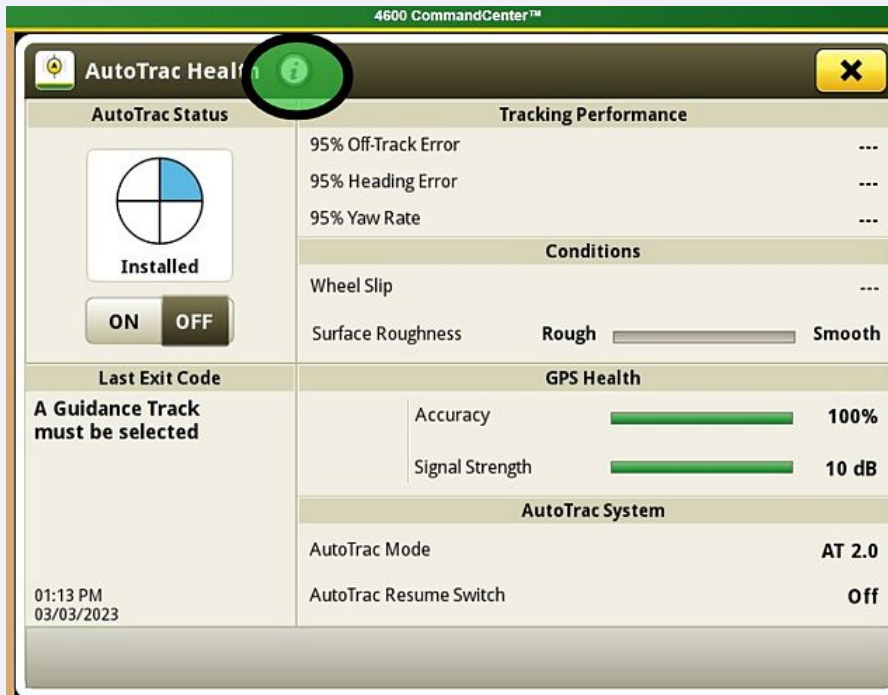 4600 CommandCenter™
AutoTrac Health
AutoTrac Status
Installed
ON OFF
Last Exit Code
A Guidance Track
must be selected
01:13 PM
03/03/2023
Tracking Performance
95% Off-Track Error ---
95% Heading Error ---
95% Yaw Rate ---
Conditions
Wheel Slip ---
Surface Roughness Rough Smooth
GPS Health
Accuracy 100%
Signal Strength 10 dB
AutoTrac System
AutoTrac Mode AT 2.0
AutoTrac Resume Switch Off